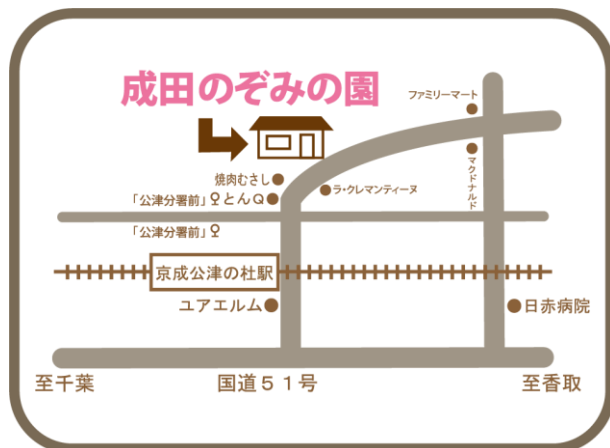 成田のぞみの園
ファミリーマート
マクドナルド
焼肉むさし
ラ・クレマンティーヌ
「公津分署前」 とんQ
「公津分署前」
京成公津の杜駅
ユアエルム
日赤病院
至千葉
国道51号
至香取